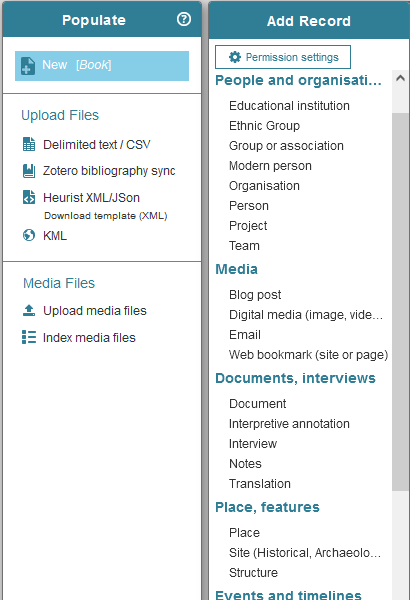 Populate
New [Book]
Upload Files
Delimited text / CSV
Zotero bibliography sync
Heurist XML/JSon
Download template (XML)
KML
Media Files
Upload media files
Index media files
Add Record
Permission settings
People and organisati...
Educational institution
Ethnic Group
Group or association
Modern person
Organisation
Person
Project
Team
Media
Blog post
Digital media (image, vide...
Email
Web bookmark (site or page)
Documents, interviews
Document
Interpretive annotation
Interview
Notes
Translation
Place, features
Place
Site (Historical, Archaeolo...
Structure
Events and timelines